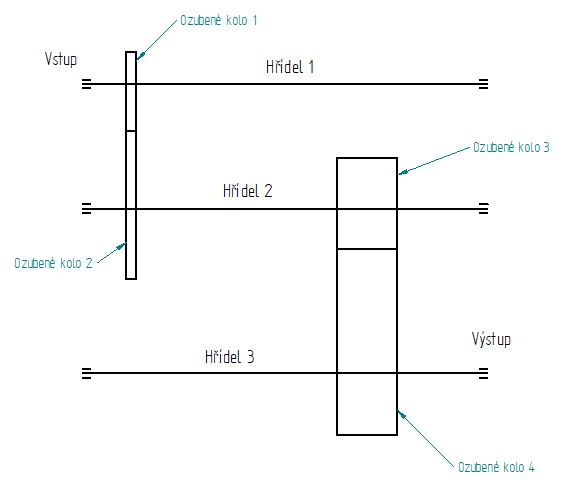 Ozubené kolo 1
Vstup
Hřídel 1
Ozubené kolo 3
Hřídel 2
Ozubené kolo 2
Výstup
Hřídel 3
Ozubené kolo 4